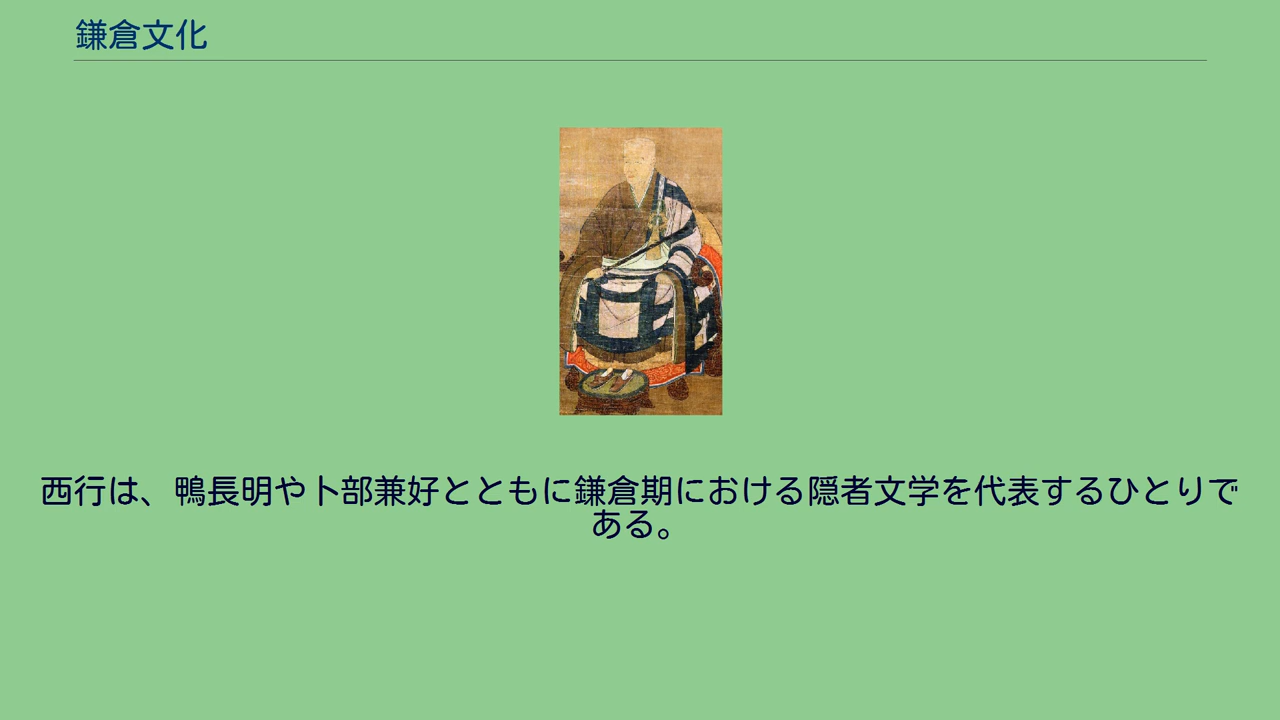 鎌倉文化
西行は、鴨長明や卜部兼好とともに鎌倉期における隠者文学を代表するひとりで
ある。